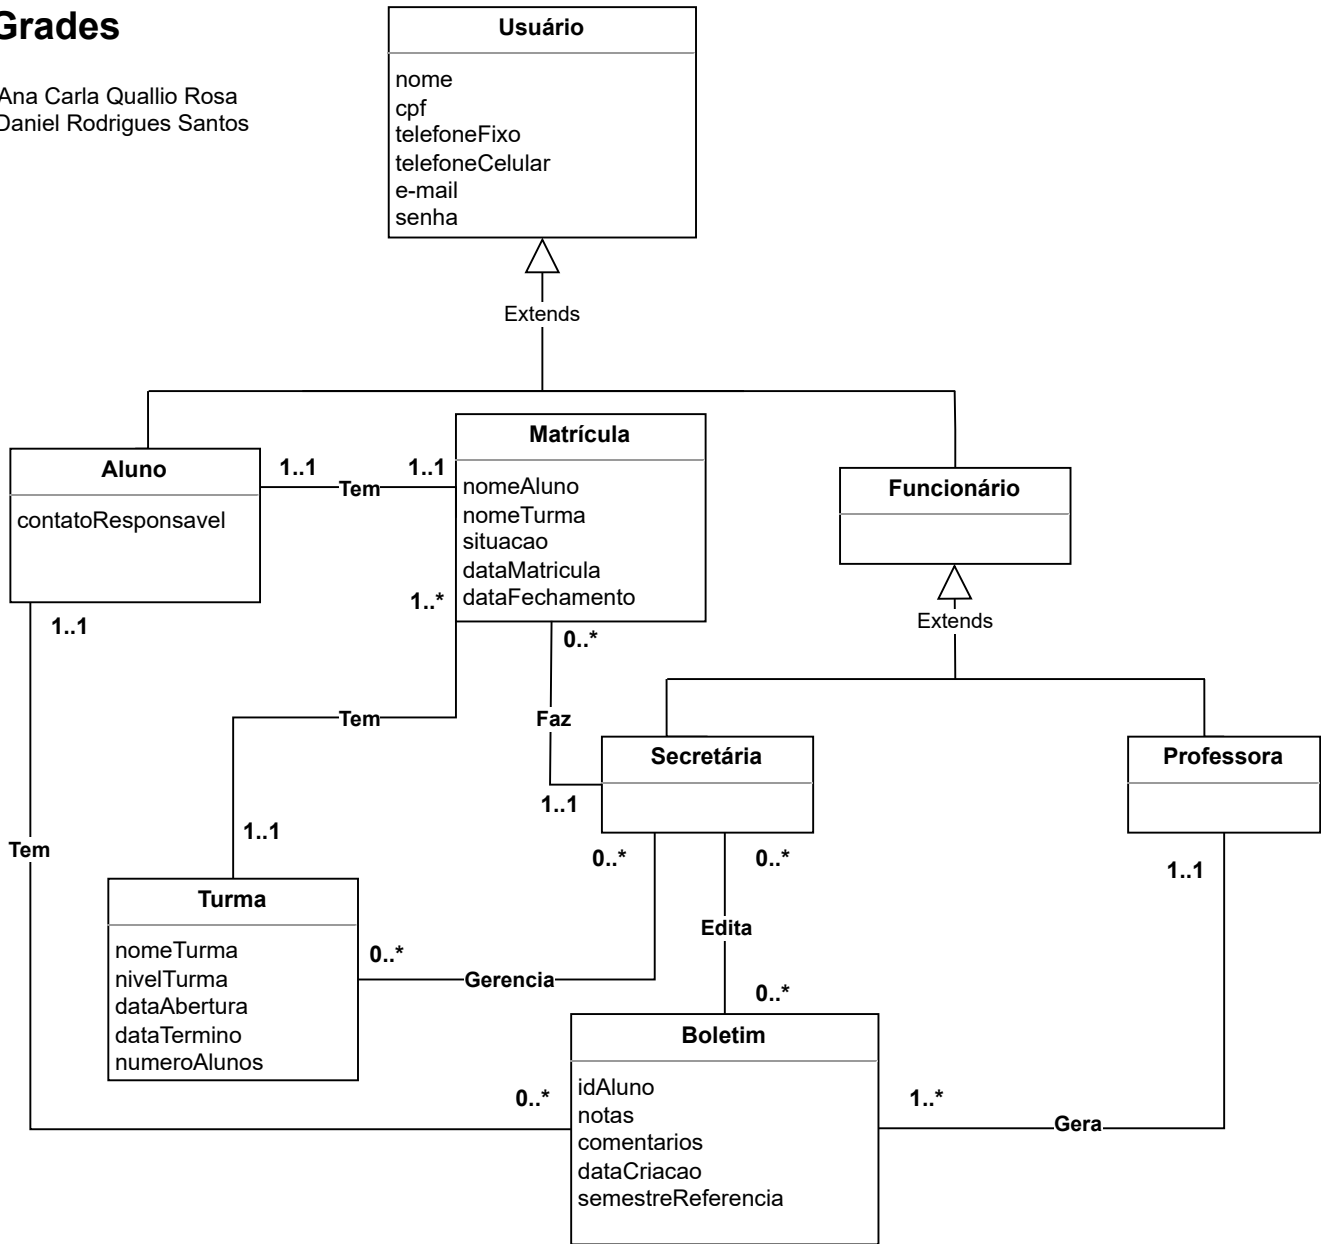 Grades
Ana Carla Quallio Rosa
Daniel Rodrigues Santos
Usuário
nome
cpf
telefoneFixo
telefoneCelular
e-mail
senha
Extends
Aluno
contatoResponsavel
1..1
Tem
1..1
Matrícula
nomeAluno
nomeTurma
situacao
dataMatricula
dataFechamento
Funcionário
Extends
1..1
1..*
0..*
Tem
Faz
1..1
Secretária
Professora
Tem
1..1
0..*
0..*
1..1
Turma
nomeTurma
nivelTurma
dataAbertura
dataTermino
numeroAlunos
0..*
Gerencia
Edita
0..*
Boletim
idAluno
notas
comentarios
dataCriacao
semestreReferencia
0..*
1..*
Gera